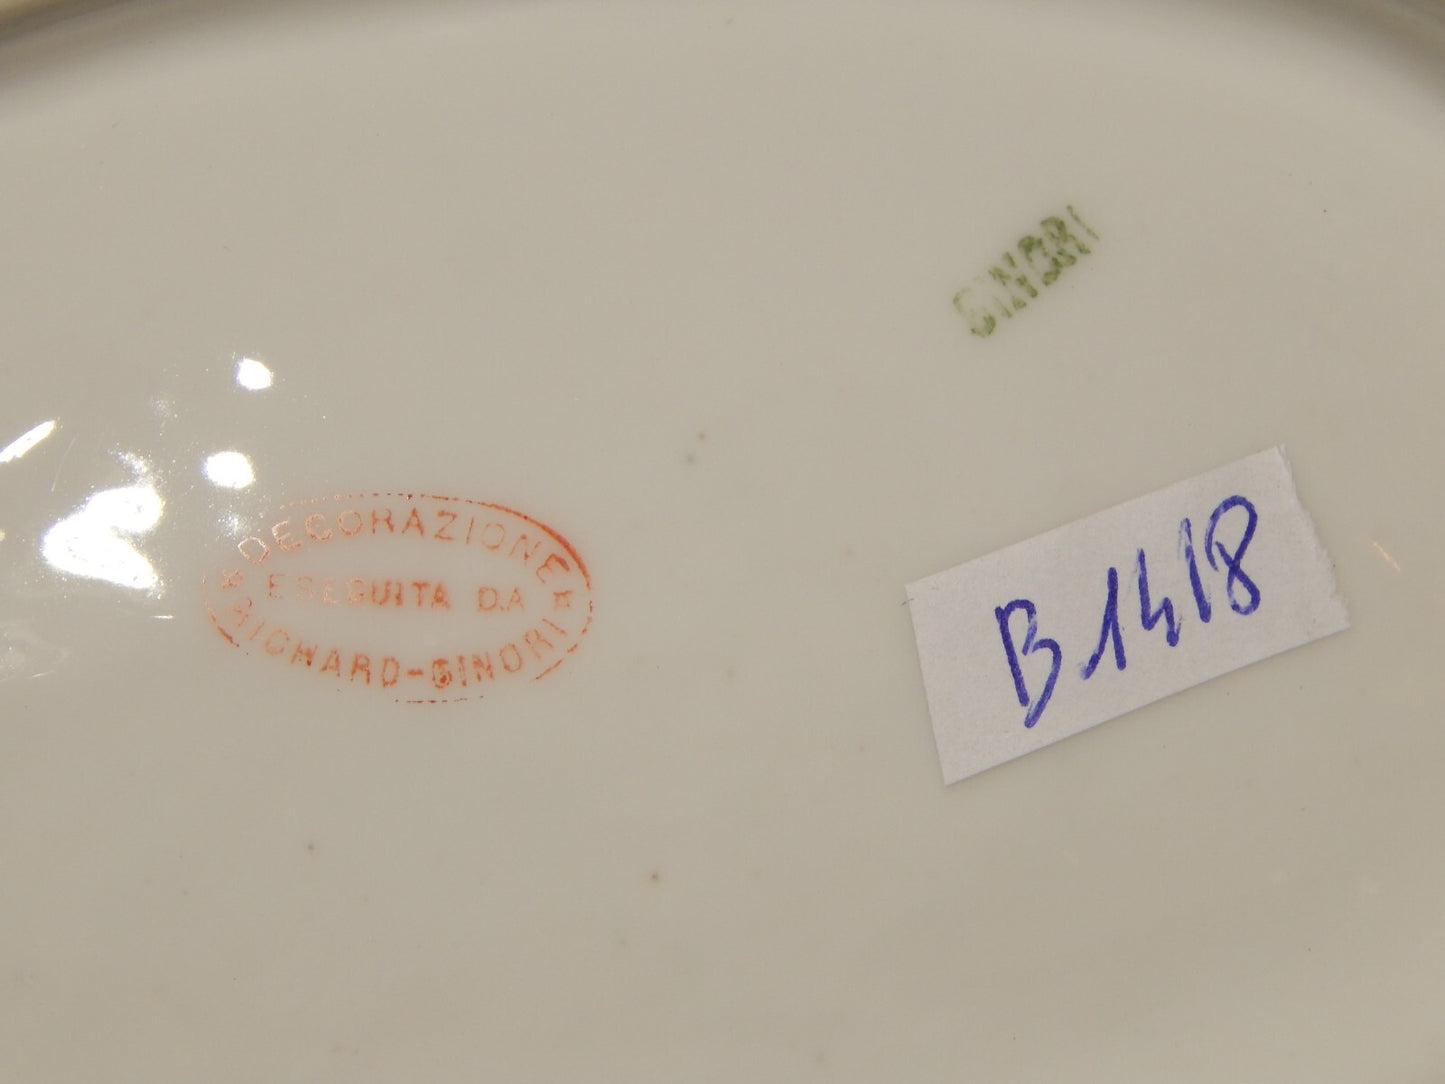 GINORI
DECORAZIONE
ESEGUITA DA
RICHARD-GINORI
B1418